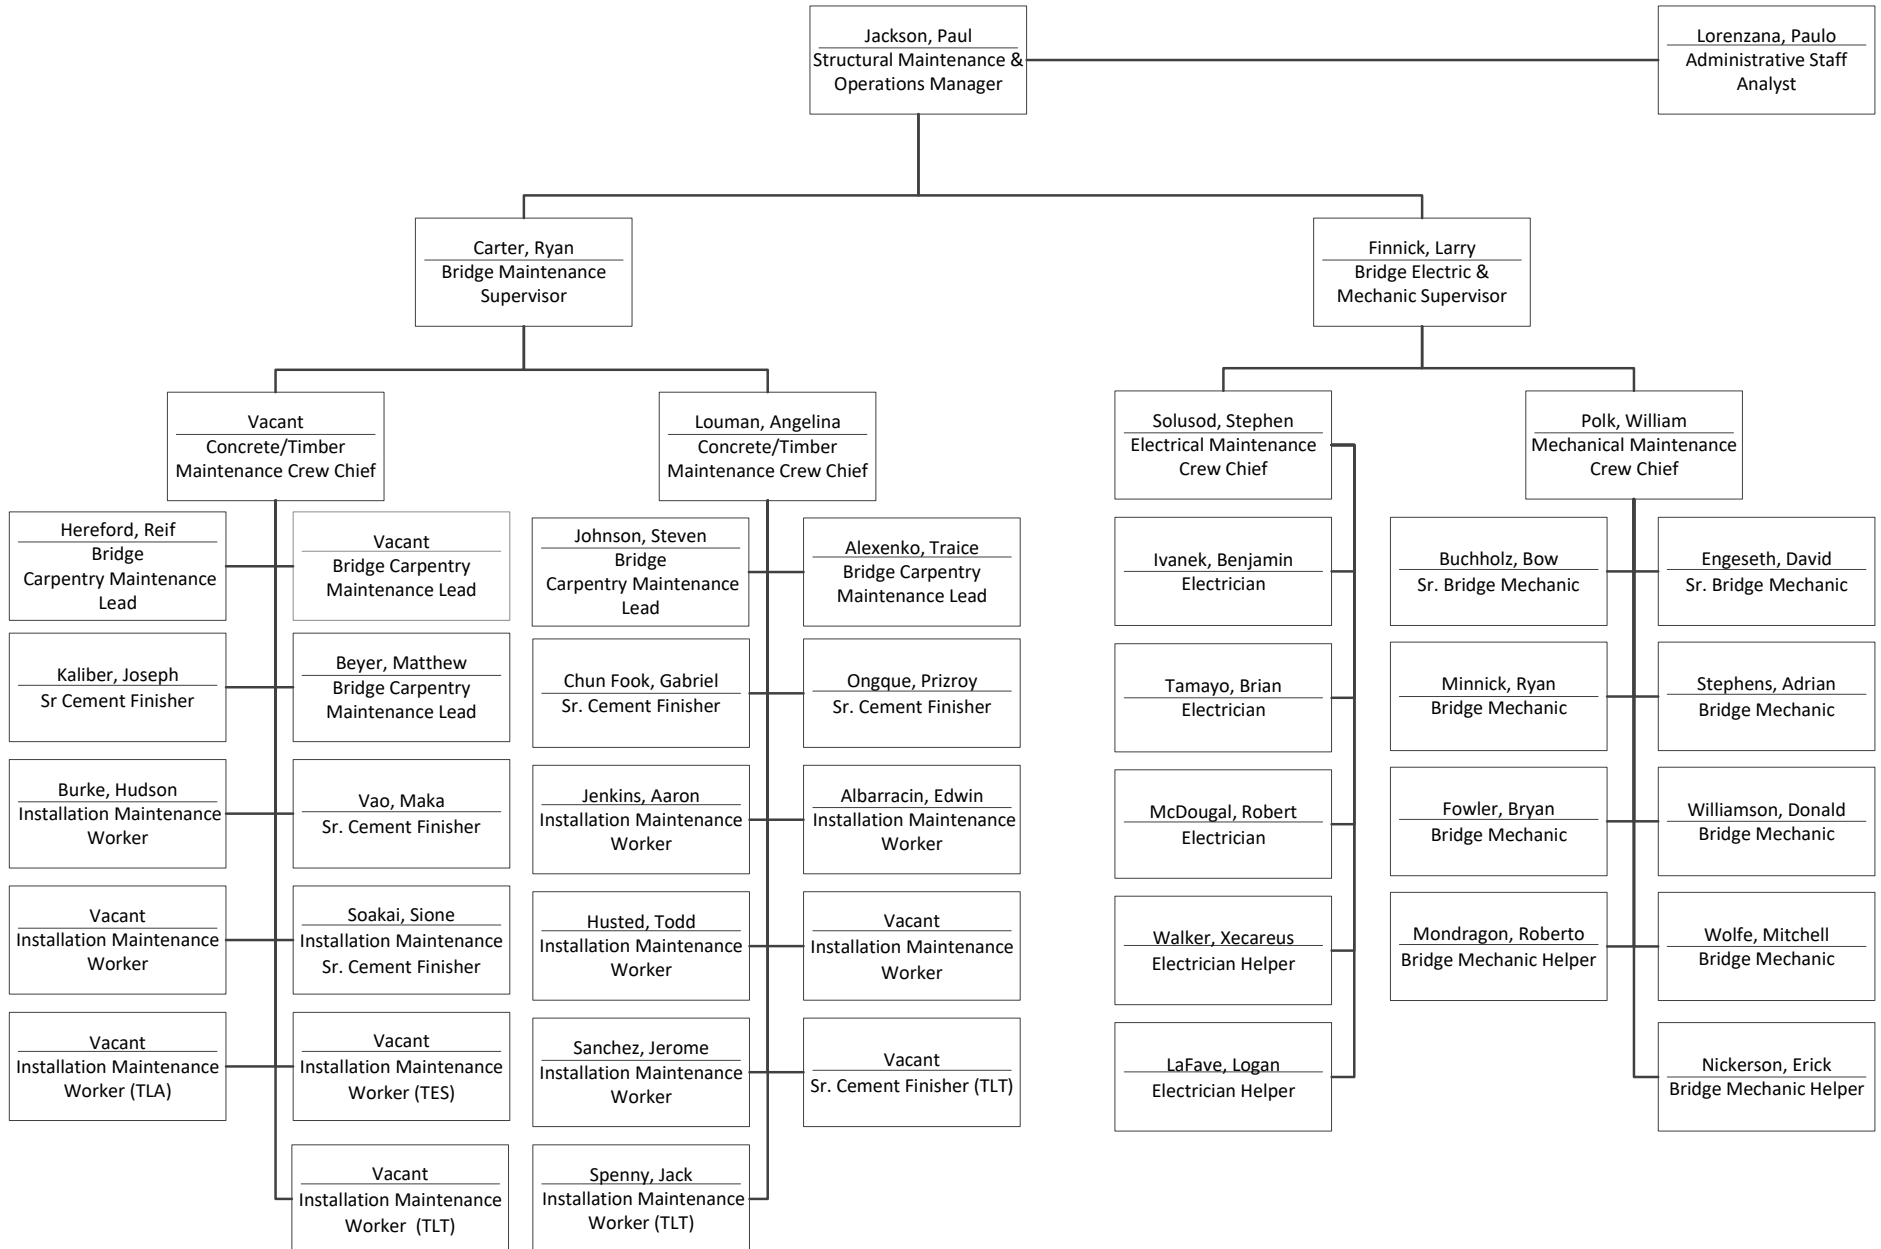 Jackson, Paul
Structural Maintenance &
Operations Manager
Lorenzana, Paulo
Administrative Staff
Analyst
Carter, Ryan
Bridge Maintenance
Supervisor
Finnick, Larry
Bridge Electric &
Mechanic Supervisor
Vacant
Concrete/Timber
Maintenance Crew Chief
Louman, Angelina
Concrete/Timber
Maintenance Crew Chief
Solusod, Stephen
Electrical Maintenance
Crew Chief
Polk, William
Mechanical Maintenance
Crew Chief
Hereford, Reif
Bridge
Carpentry Maintenance
Lead
Vacant
Bridge Carpentry
Maintenance Lead
Kaliber, Joseph
Sr Cement Finisher
Beyer, Matthew
Bridge Carpentry
Maintenance Lead
Burke, Hudson
Installation Maintenance
Worker
Vao, Maka
Sr. Cement Finisher
Vacant
Installation Maintenance
Worker
Soakai, Sione
Installation Maintenance
Sr. Cement Finisher
Vacant
Installation Maintenance
Worker (TLA)
Vacant
Installation Maintenance
Worker (TES)
Vacant
Installation Maintenance
Worker (TLT)
Johnson, Steven
Bridge
Carpentry Maintenance
Lead
Alexenko, Traice
Bridge Carpentry
Maintenance Lead
Chun Fook, Gabriel
Sr. Cement Finisher
Ongque, Prizroy
Sr. Cement Finisher
Jenkins, Aaron
Installation Maintenance
Worker
Albarracin, Edwin
Installation Maintenance
Worker
Husted, Todd
Installation Maintenance
Worker
Vacant
Installation Maintenance
Worker
Sanchez, Jerome
Installation Maintenance
Worker
Vacant
Sr. Cement Finisher (TLT)
Spenny, Jack
Installation Maintenance
Worker (TLT)
Ivanek, Benjamin
Electrician
Tamayo, Brian
Electrician
McDougal, Robert
Electrician
Walker, Xecareus
Electrician Helper
LaFave, Logan
Electrician Helper
Buchholz, Bow
Sr. Bridge Mechanic
Engeseth, David
Sr. Bridge Mechanic
Minnick, Ryan
Bridge Mechanic
Stephens, Adrian
Bridge Mechanic
Fowler, Bryan
Bridge Mechanic
Williamson, Donald
Bridge Mechanic
Mondragon, Roberto
Bridge Mechanic Helper
Wolfe, Mitchell
Bridge Mechanic
Nickerson, Erick
Bridge Mechanic Helper